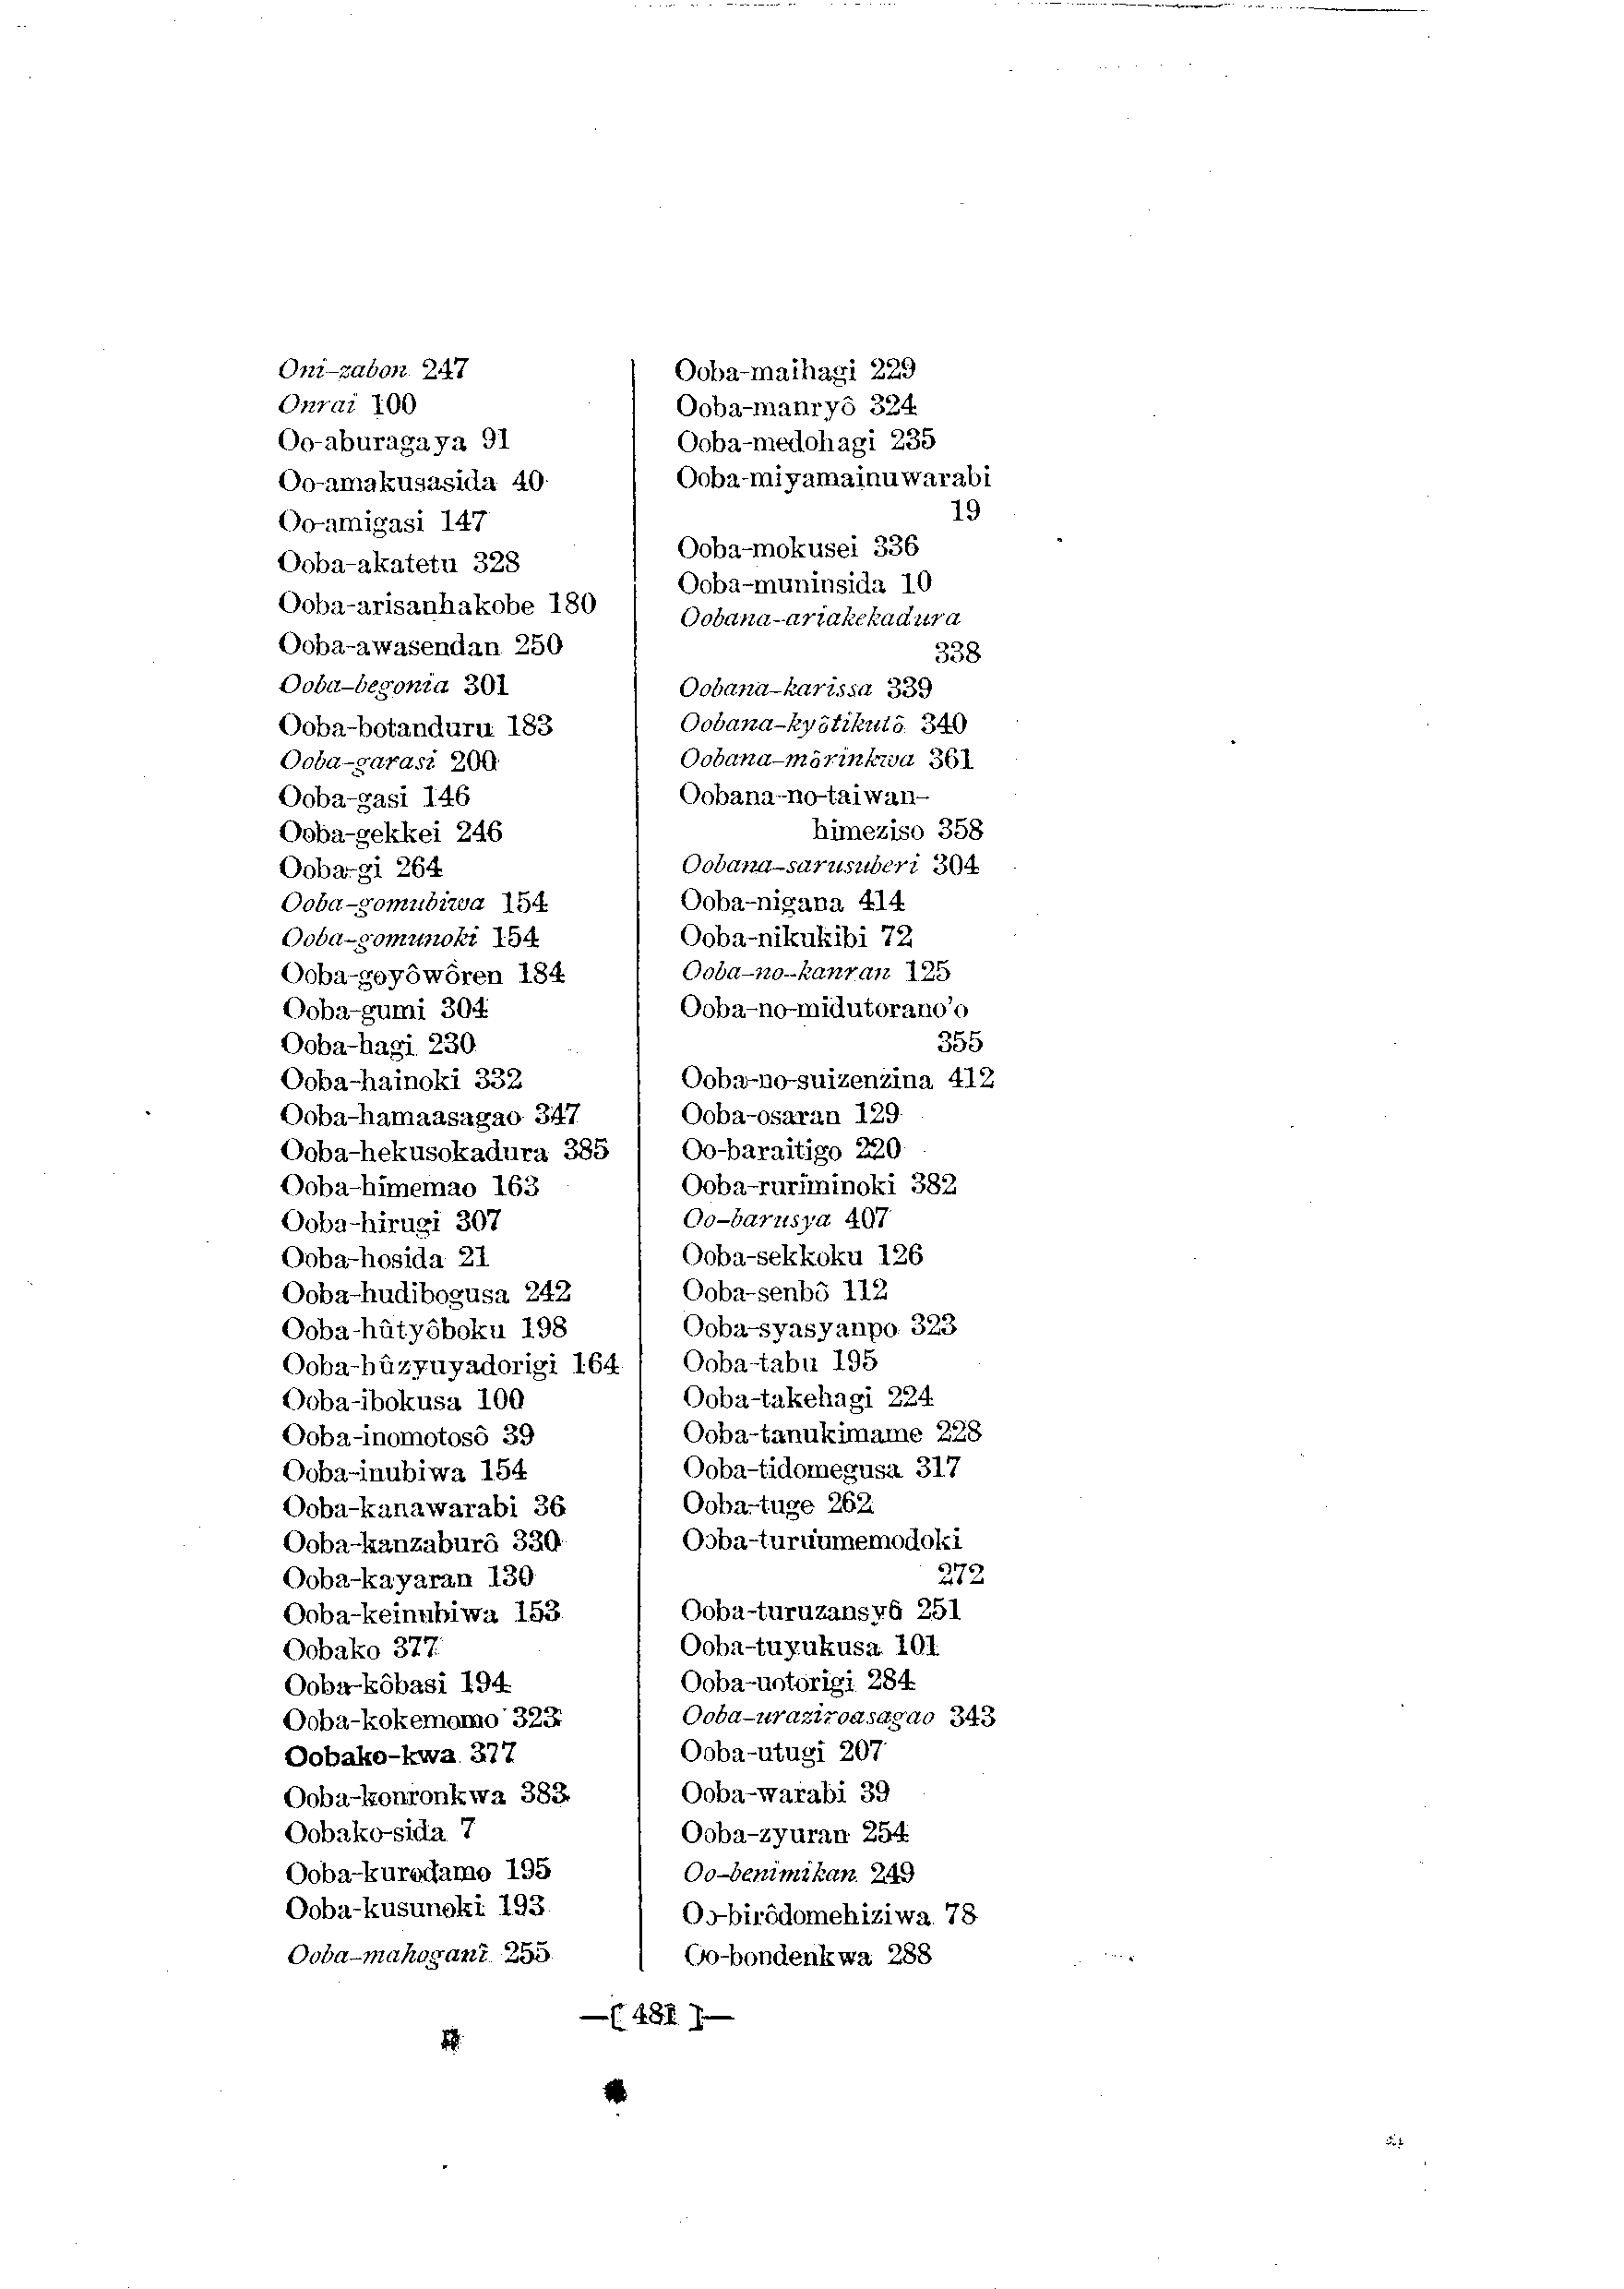 Oni-zabon 247
Onrai 100
Oo-aburagaya 91
Oo-amakusasida 40
Oo-amigasi 147
Ooba-akatetu 328
Ooba-arisanhakobe 180
Ooba-awasendan 250
Ooba-begonia 301
Ooba-botanduru 183
Ooba-garasi 200
Ooba-gasi 146
Ooba-gekkei 246
Ooba-gi 264
Ooba-gomubiwa 154
Ooba-gomunoki 154
Ooba-goyôwôren 184
Ooba-gumi 304
Ooba-hagi 230
Ooba-hainoki 332
Ooba-hamaasagao 347
Ooba-hekusokadura 385
Ooba-himemao 163
Ooba-hirugi 307
Ooba-hosida 21
Ooba-hudibogusa 242
Ooba-hûtyôboku 198
Ooba-hûzyuyadorigi 164
Ooba-ibokusa 100
Ooba-inomotosô 39
Ooba-inubiwa 154
Ooba-kanawarabi 36
Ooba-kanzaburô 330
Ooba-kayaran 130
Ooba-keinubiwa 153
Oobako 377
Ooba-kôbasi 194
Ooba-kokemomo 323
Oobako-kwa 377
Ooba-konronkwa 383
Oobako-sida 7
Ooba-kurodamo 195
Ooba-kusunoki 193
Ooba-mahogani 255
Ooba-maihagi 229
Ooba-manryô 324
Ooba-medohagi 235
Ooba-miyamainuwarabi
19
Ooba-mokusei 336
Ooba-muninsida 10
Oobana-ariakekadura
338
Oobana-karissa 339
Oobana-kyôtikutô 340
Oobana-môrinkwa 361
Oobana-no-taiwan-
himeziso 358
Oobana-sarusuberi 304
Ooba-nigana 414
Ooba-nikukibi 72
Ooba-no-kanran 125
Ooba-no-midutorano'o
355
Ooba-no-suizenzina 412
Ooba-osaran 129
Oo-baraitigo 220
Ooba-ruriminoki 382
Oo-barusya 407
Ooba-sekkoku 126
Ooba-senbô 112
Ooba-syasyanpo 323
Ooba-tabu 195
Ooba-takehagi 224
Ooba-tanukimame 228
Ooba-tidomegusa 317
Ooba-tuge 262
Ooba-turuumemodoki
272
Ooba-turuzansyô 251
Ooba-tuyukusa 101
Ooba-uotorigi 284
Ooba-uraziroasagao 343
Ooba-utugi 207
Ooba-warabi 39
Ooba-zyuran 254
Oo-benimikan 249
Oo-birôdomehiziwa 78
Oo-bondenkwa 288
—[ 481 ]—